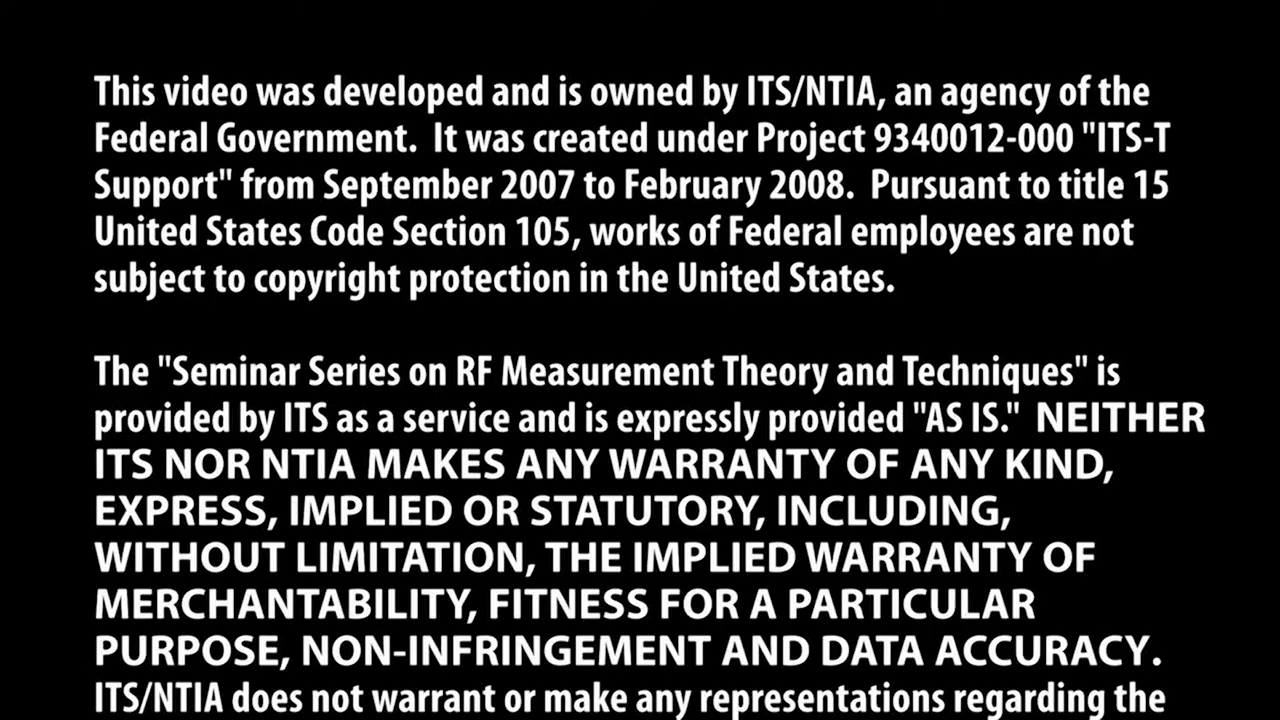 This video was developed and is owned by ITS/NTIA, an agency of the
Federal Government.  It was created under Project 9340012-000 "ITS-T
Support" from September 2007 to February 2008.  Pursuant to title 15
United States Code Section 105, works of Federal employees are not
subject to copyright protection in the United States.
The "Seminar Series on RF Measurement Theory and Techniques" is
provided by ITS as a service and is expressly provided "AS IS."  NEITHER
ITS NOR NTIA MAKES ANY WARRANTY OF ANY KIND,
EXPRESS, IMPLIED OR STATUTORY, INCLUDING,
WITHOUT LIMITATION, THE IMPLIED WARRANTY OF
MERCHANTABILITY, FITNESS FOR A PARTICULAR
PURPOSE, NON-INFRINGEMENT AND DATA ACCURACY.
ITS/NTIA does not warrant or make any representations regarding the